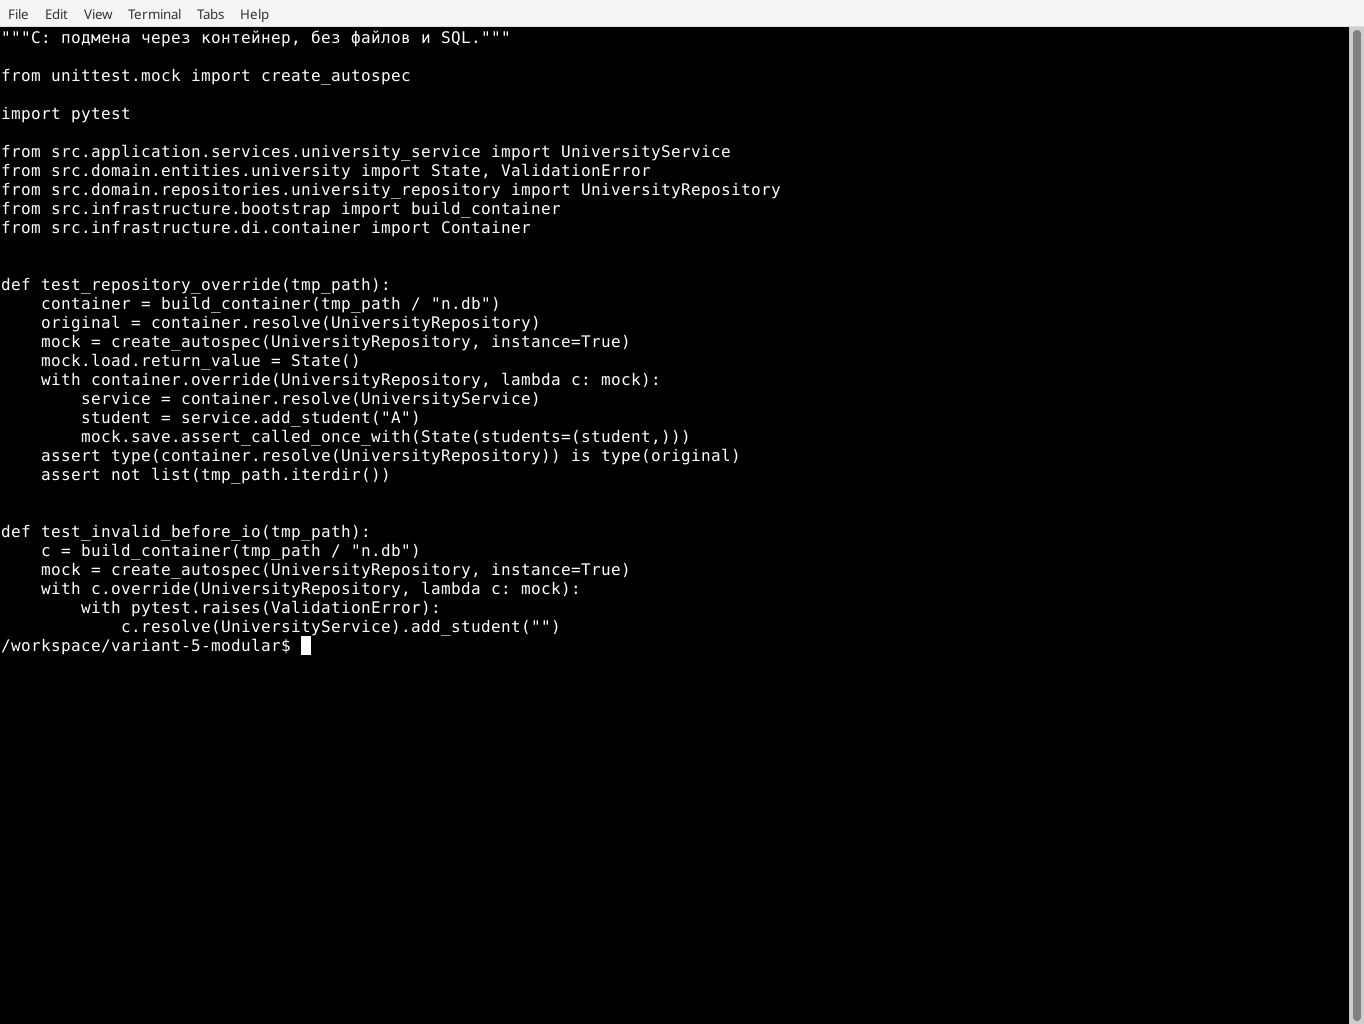 File Edit View Terminal Tabs Help
"""C: подмена через контейнер, без файлов и SQL."""
from unittest.mock import create_autospec
import pytest
from src.application.services.university_service import UniversityService
from src.domain.entities.university import State, ValidationError
from src.domain.repositories.university_repository import UniversityRepository
from src.infrastructure.bootstrap import build_container
from src.infrastructure.di.container import Container
def test_repository_override(tmp_path):
    container = build_container(tmp_path / "n.db")
    original = container.resolve(UniversityRepository)
    mock = create_autospec(UniversityRepository, instance=True)
    mock.load.return_value = State()
    with container.override(UniversityRepository, lambda c: mock):
        service = container.resolve(UniversityService)
        student = service.add_student("A")
        mock.save.assert_called_once_with(State(students=(student,)))
    assert type(container.resolve(UniversityRepository)) is type(original)
    assert not list(tmp_path.iterdir())
def test_invalid_before_io(tmp_path):
    c = build_container(tmp_path / "n.db")
    mock = create_autospec(UniversityRepository, instance=True)
    with c.override(UniversityRepository, lambda c: mock):
        with pytest.raises(ValidationError):
            c.resolve(UniversityService).add_student("")
/workspace/variant-5-modular$